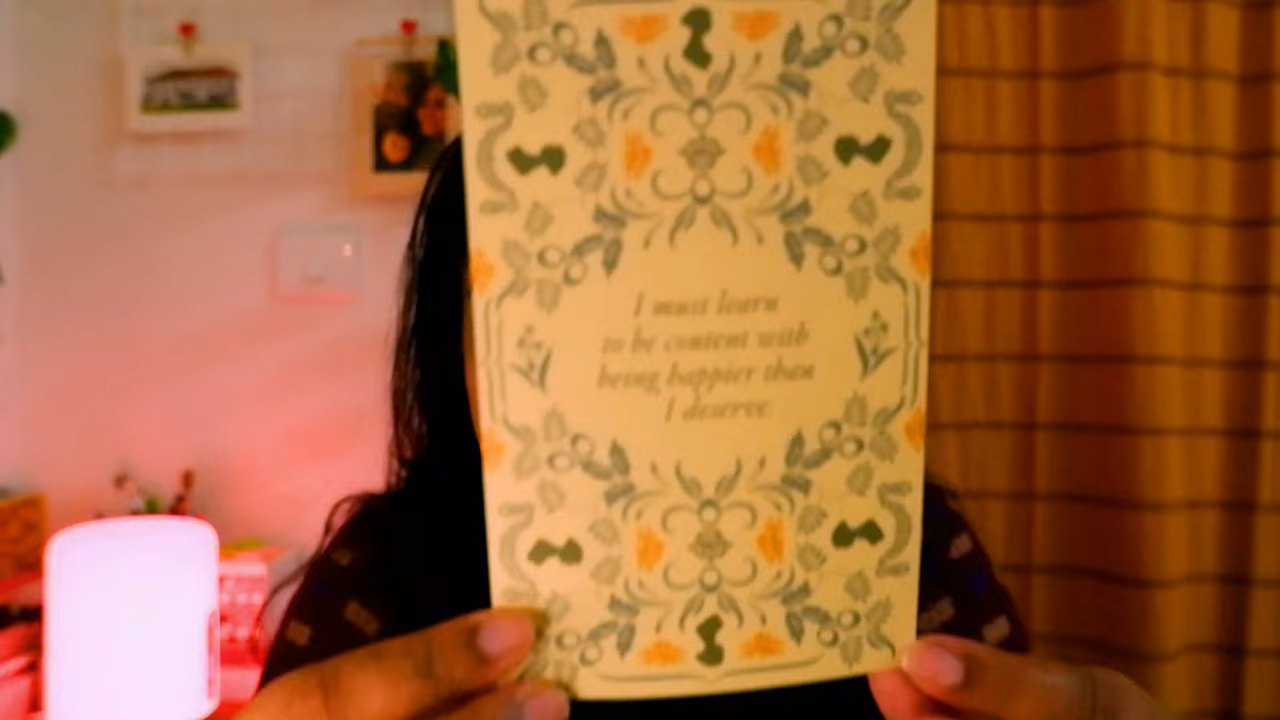 I must learn
to be content with
being happier than
I deserve.